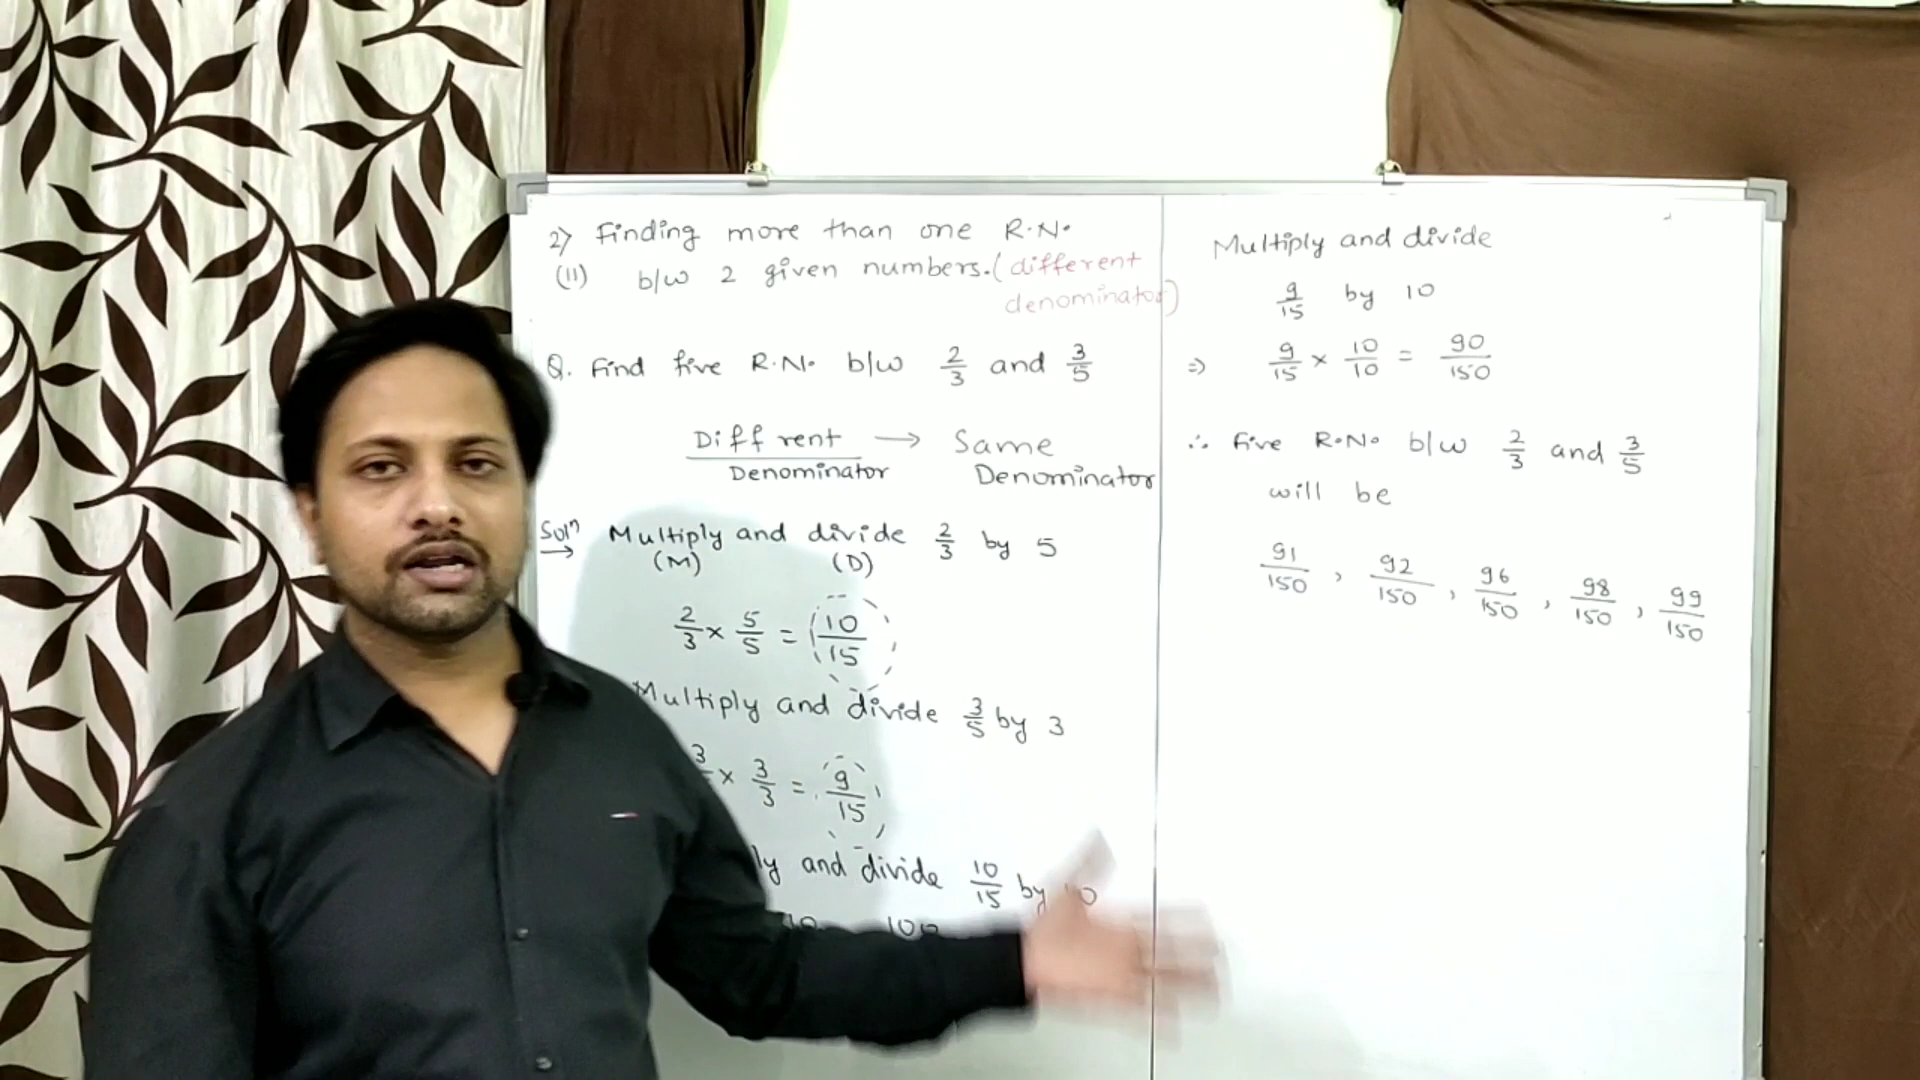 2) Finding more than one R.N.
(II) b/w 2 given numbers. (different
denominator)
Q. Find five R.N. b/w 2/3 and 3/5
Diff rent → Same
Denominator Denominator
Solⁿ Multiply and divide 2/3 by 5
(M) (D)
2/3 × 5/5 = 10/15
Multiply and divide 3/5 by 3
3 × 3/3 = 9/15
ly and divide 10/15 by 10
Multiply and divide
9/15 by 10
⇒ 9/15 × 10/10 = 90/150
∴ five R.N. b/w 2/3 and 3/5
will be
91/150, 92/150, 96/150, 98/150, 99/150